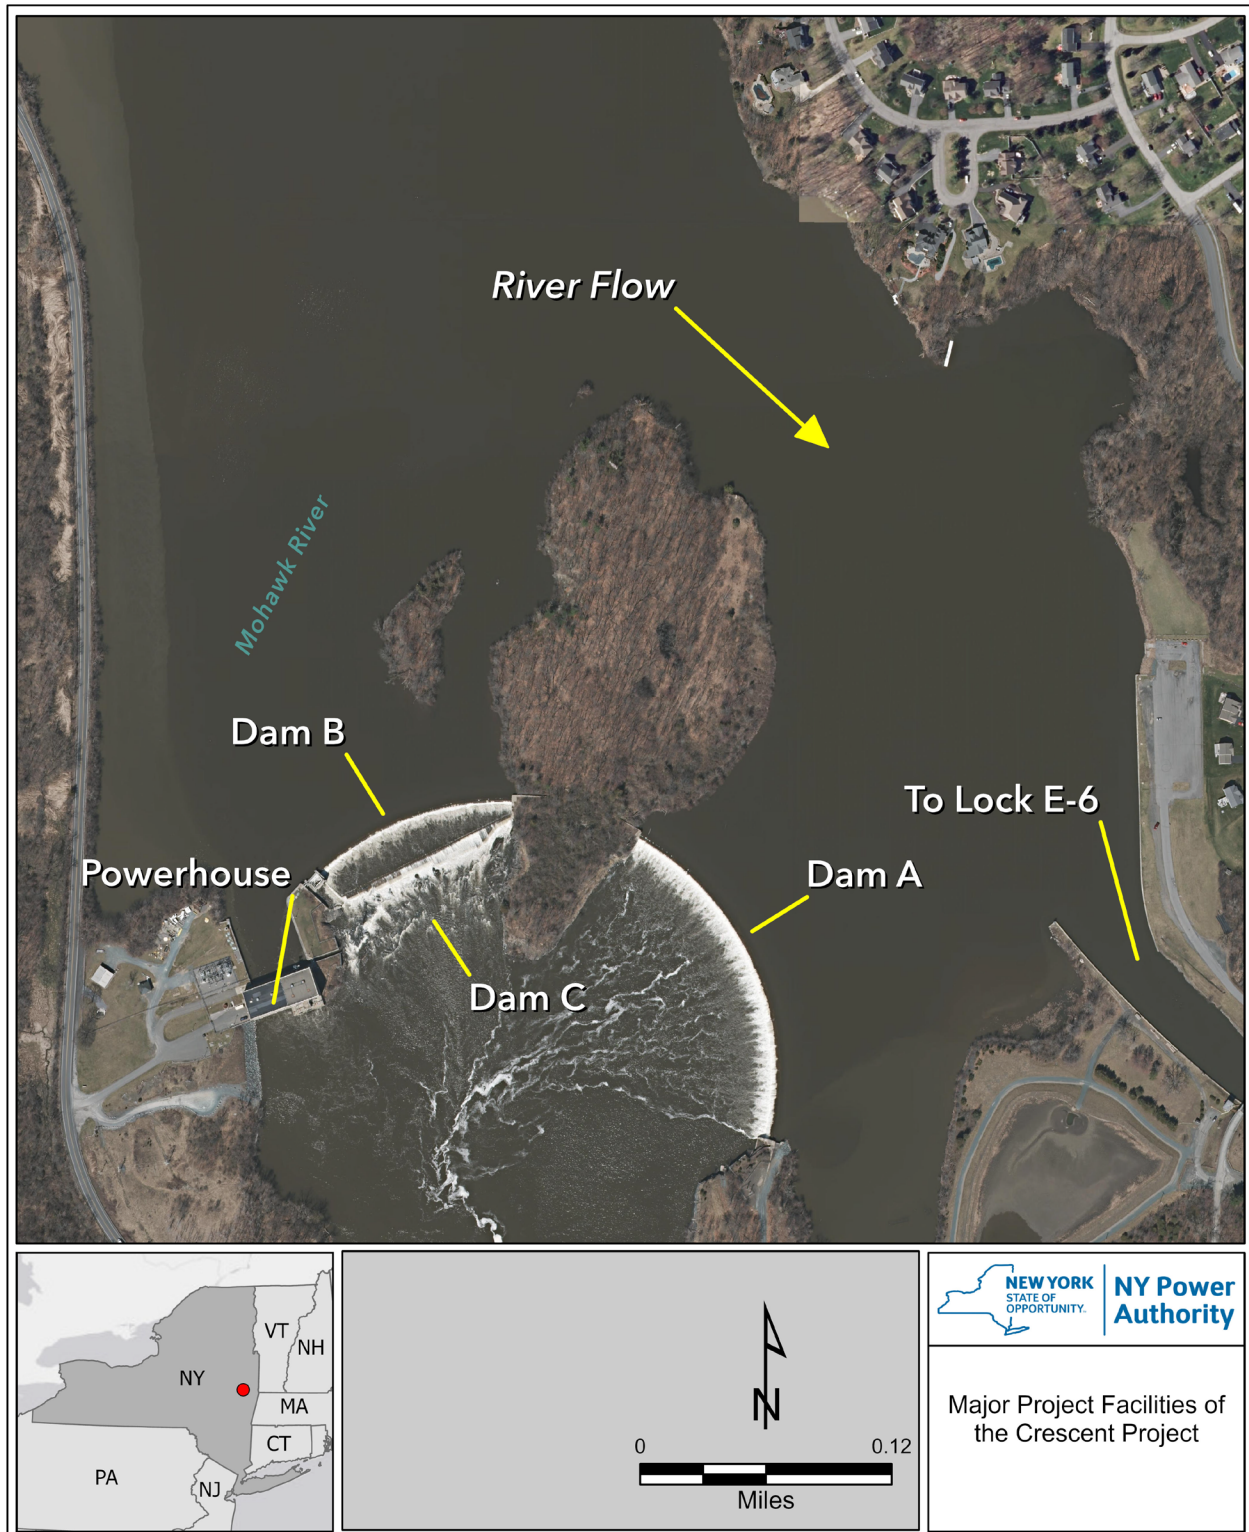 River Flow
Mohawk River
Dam B
To Lock E-6
Powerhouse
Dam A
Dam C
VT
NH
NY
MA
CT
PA
NJ
N
0 0.12
Miles
NEW YORK
STATE OF
OPPORTUNITY.
NY Power
Authority
Major Project Facilities of
the Crescent Project